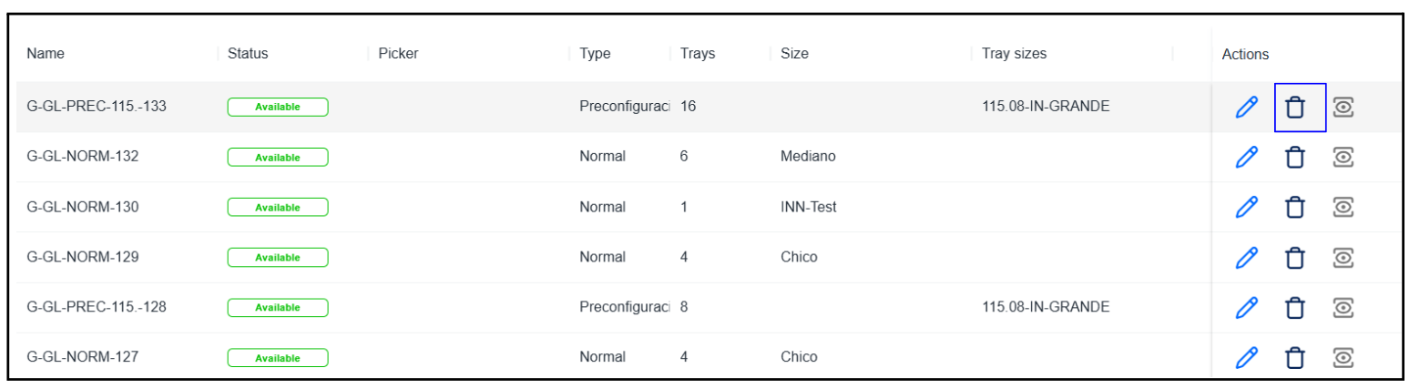 Name Status Picker Type Trays Size Tray sizes Actions
G-GL-PREC-115.-133 Available Preconfiguraci 16 115.08-IN-GRANDE
G-GL-NORM-132 Available Normal 6 Mediano
G-GL-NORM-130 Available Normal 1 INN-Test
G-GL-NORM-129 Available Normal 4 Chico
G-GL-PREC-115.-128 Available Preconfiguraci 8 115.08-IN-GRANDE
G-GL-NORM-127 Available Normal 4 Chico